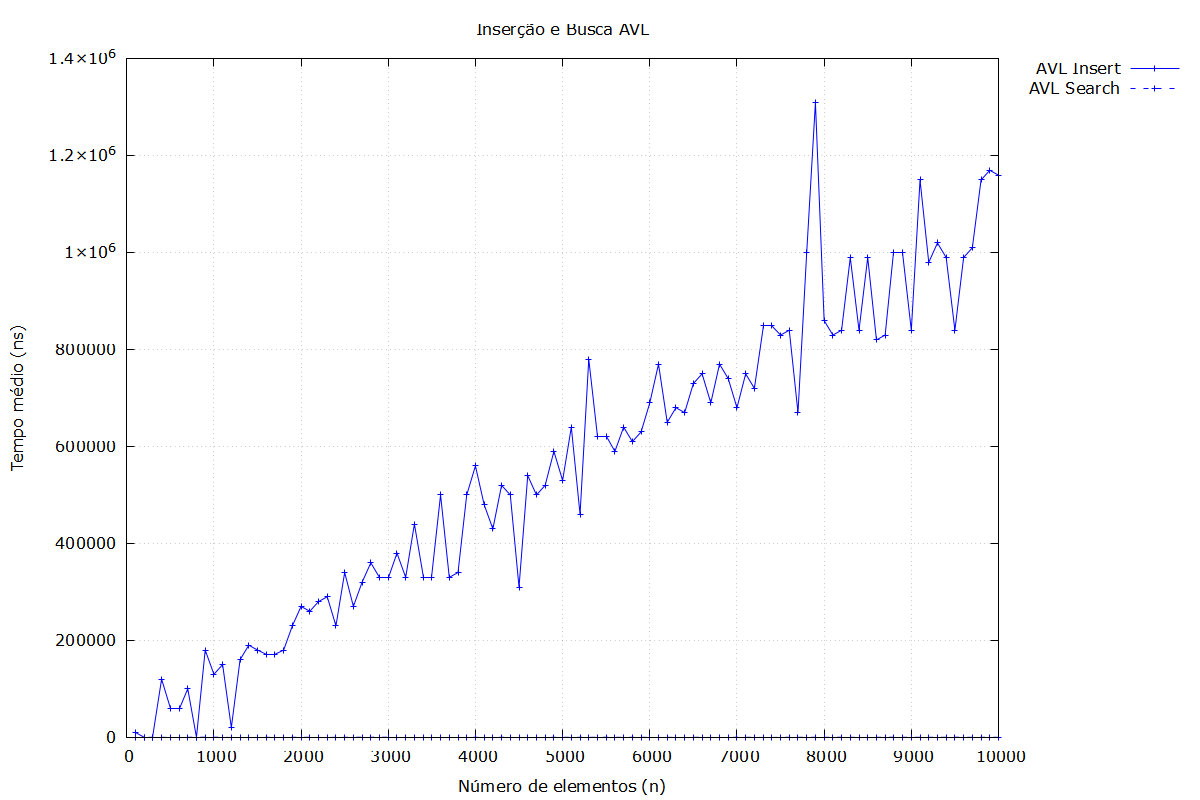 Inserção e Busca AVL
AVL Insert
AVL Search
1.4×10⁶
1.2×10⁶
1×10⁶
800000
600000
400000
200000
0
Tempo médio (ns)
0 1000 2000 3000 4000 5000 6000 7000 8000 9000 10000
Número de elementos (n)